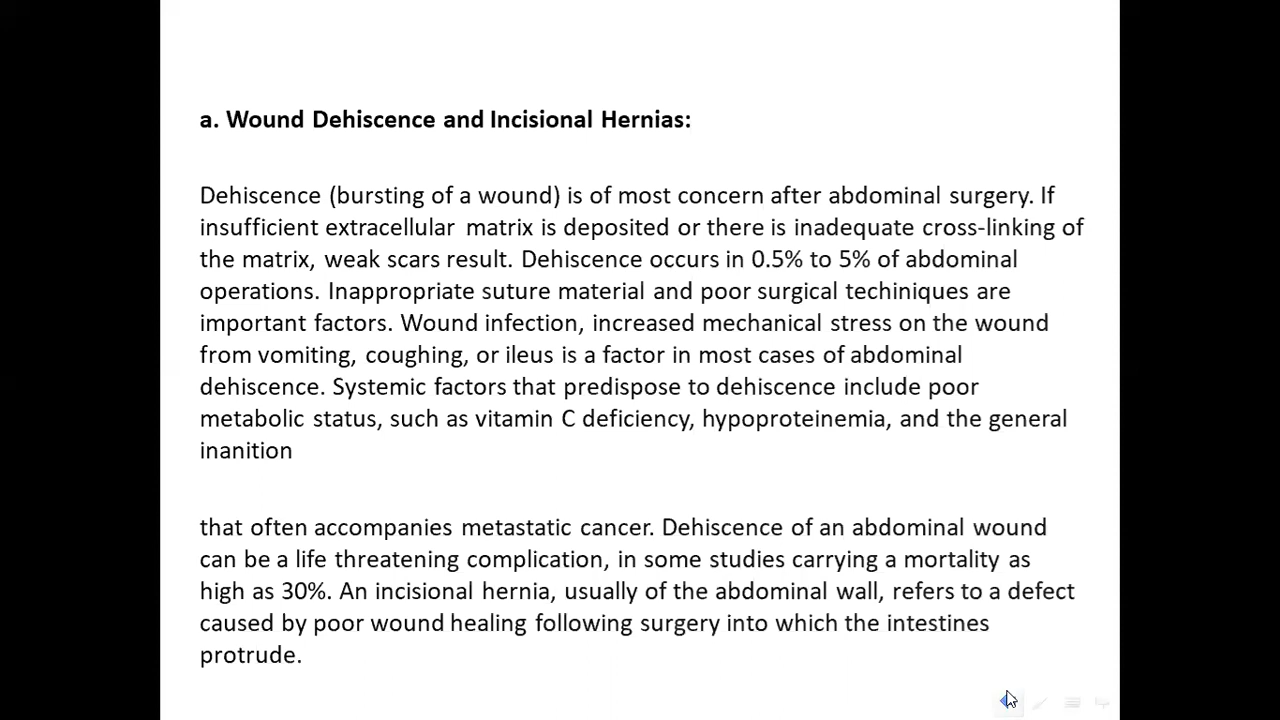 a. Wound Dehiscence and Incisional Hernias:
Dehiscence (bursting of a wound) is of most concern after abdominal surgery. If
insufficient extracellular matrix is deposited or there is inadequate cross-linking of
the matrix, weak scars result. Dehiscence occurs in 0.5% to 5% of abdominal
operations. Inappropriate suture material and poor surgical techiniques are
important factors. Wound infection, increased mechanical stress on the wound
from vomiting, coughing, or ileus is a factor in most cases of abdominal
dehiscence. Systemic factors that predispose to dehiscence include poor
metabolic status, such as vitamin C deficiency, hypoproteinemia, and the general
inanition
that often accompanies metastatic cancer. Dehiscence of an abdominal wound
can be a life threatening complication, in some studies carrying a mortality as
high as 30%. An incisional hernia, usually of the abdominal wall, refers to a defect
caused by poor wound healing following surgery into which the intestines
protrude.